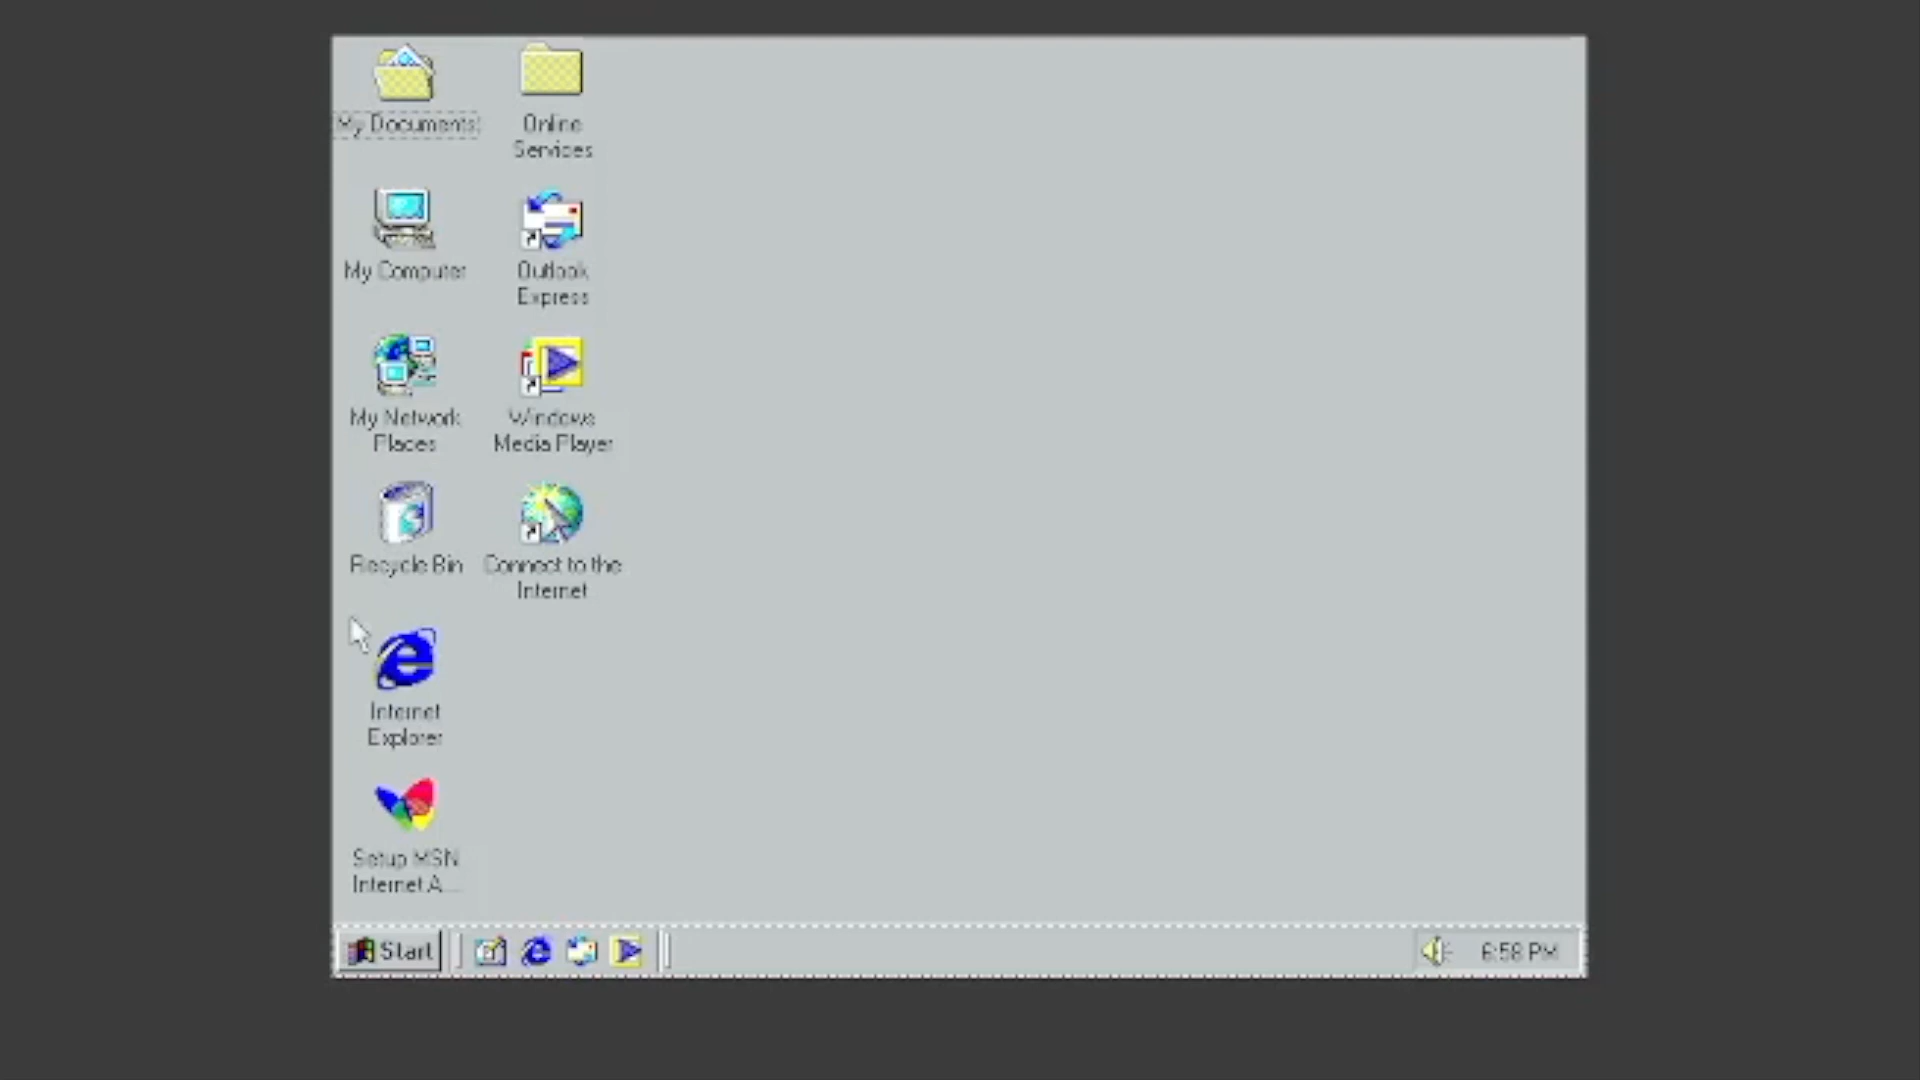 My Documents
Online
Services
My Computer
Outlook
Express
My Network
Places
Windows
Media Player
Recycle Bin
Connect to the
Internet
Internet
Explorer
Setup MSN
Internet A...
Start
6:58 PM